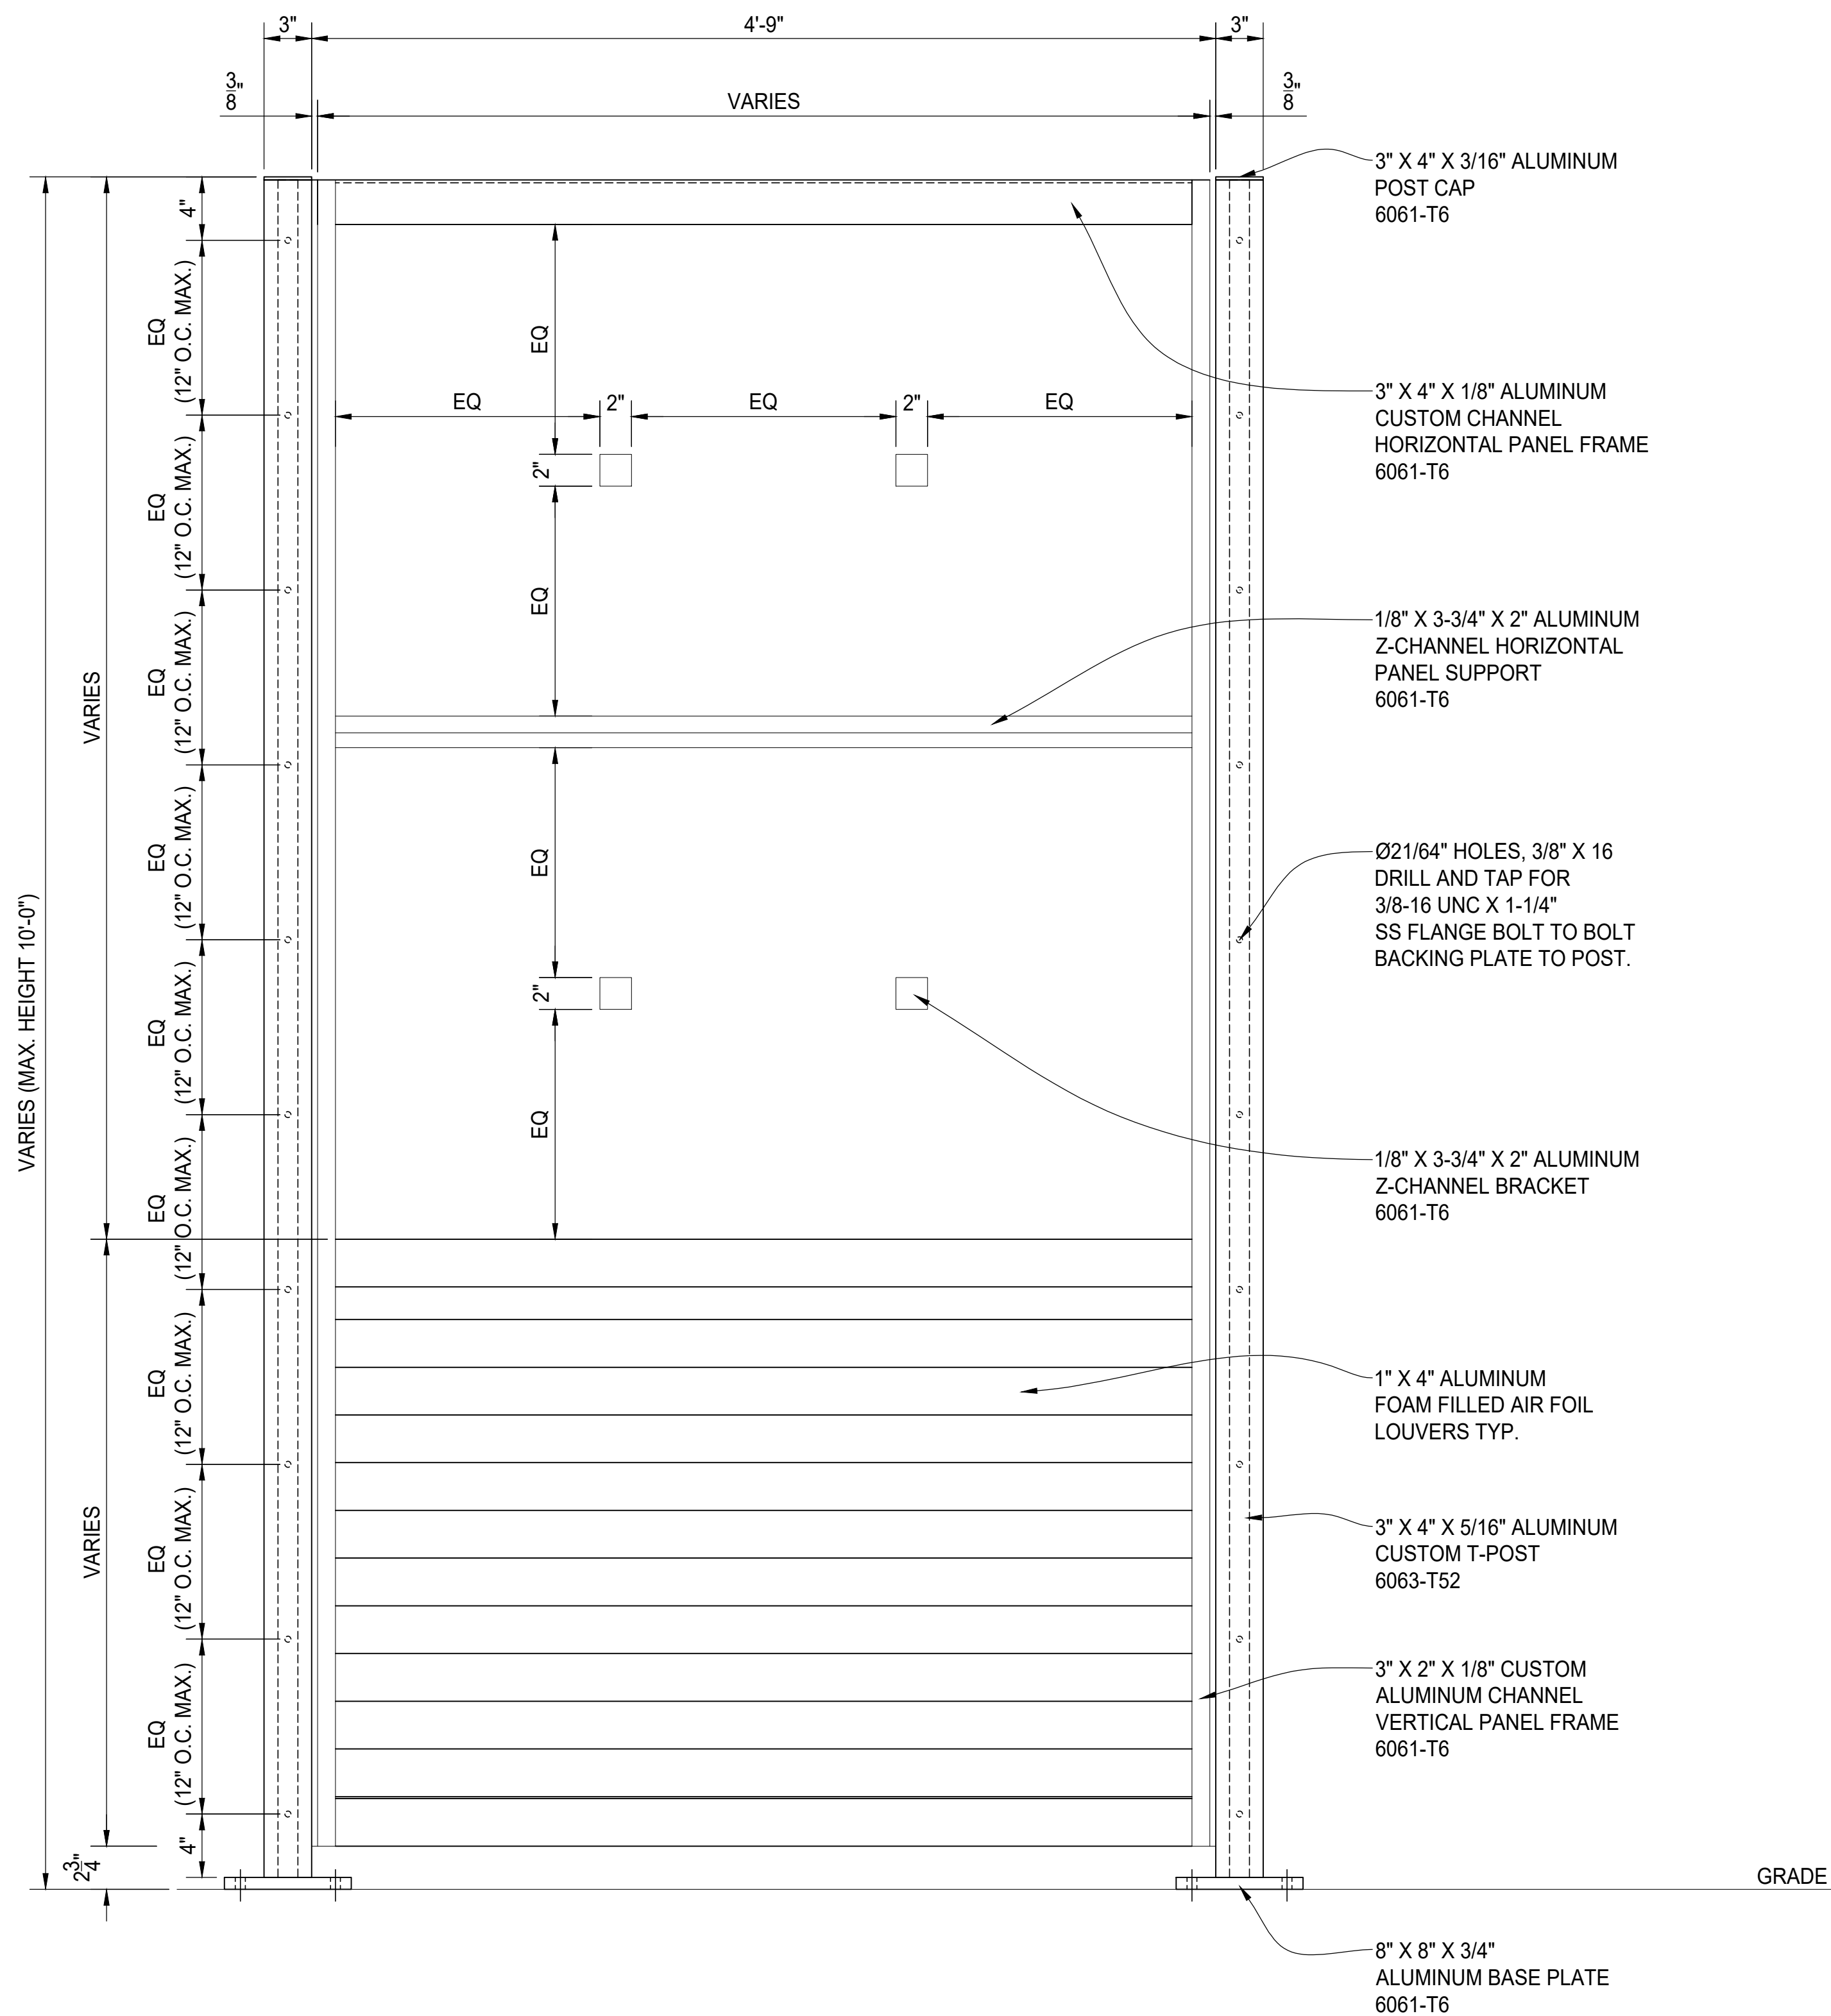 3"
4'-9"
3"
3/8"
VARIES
3/8"
3" X 4" X 3/16" ALUMINUM
POST CAP
6061-T6
3" X 4" X 1/8" ALUMINUM
CUSTOM CHANNEL
HORIZONTAL PANEL FRAME
6061-T6
1/8" X 3-3/4" X 2" ALUMINUM
Z-CHANNEL HORIZONTAL
PANEL SUPPORT
6061-T6
Ø21/64" HOLES, 3/8" X 16
DRILL AND TAP FOR
3/8-16 UNC X 1-1/4"
SS FLANGE BOLT TO BOLT
BACKING PLATE TO POST.
1/8" X 3-3/4" X 2" ALUMINUM
Z-CHANNEL BRACKET
6061-T6
1" X 4" ALUMINUM
FOAM FILLED AIR FOIL
LOUVERS TYP.
3" X 4" X 5/16" ALUMINUM
CUSTOM T-POST
6063-T52
3" X 2" X 1/8" CUSTOM
ALUMINUM CHANNEL
VERTICAL PANEL FRAME
6061-T6
GRADE
8" X 8" X 3/4"
ALUMINUM BASE PLATE
6061-T6
VARIES (MAX. HEIGHT 10'-0")
VARIES
VARIES
2 3/4"
4"
EQ
(12" O.C. MAX.)
EQ
(12" O.C. MAX.)
EQ
(12" O.C. MAX.)
EQ
(12" O.C. MAX.)
EQ
(12" O.C. MAX.)
EQ
(12" O.C. MAX.)
EQ
(12" O.C. MAX.)
EQ
(12" O.C. MAX.)
EQ
(12" O.C. MAX.)
4"
EQ
EQ
2"
EQ
2"
EQ
2"
EQ
EQ
2"
EQ